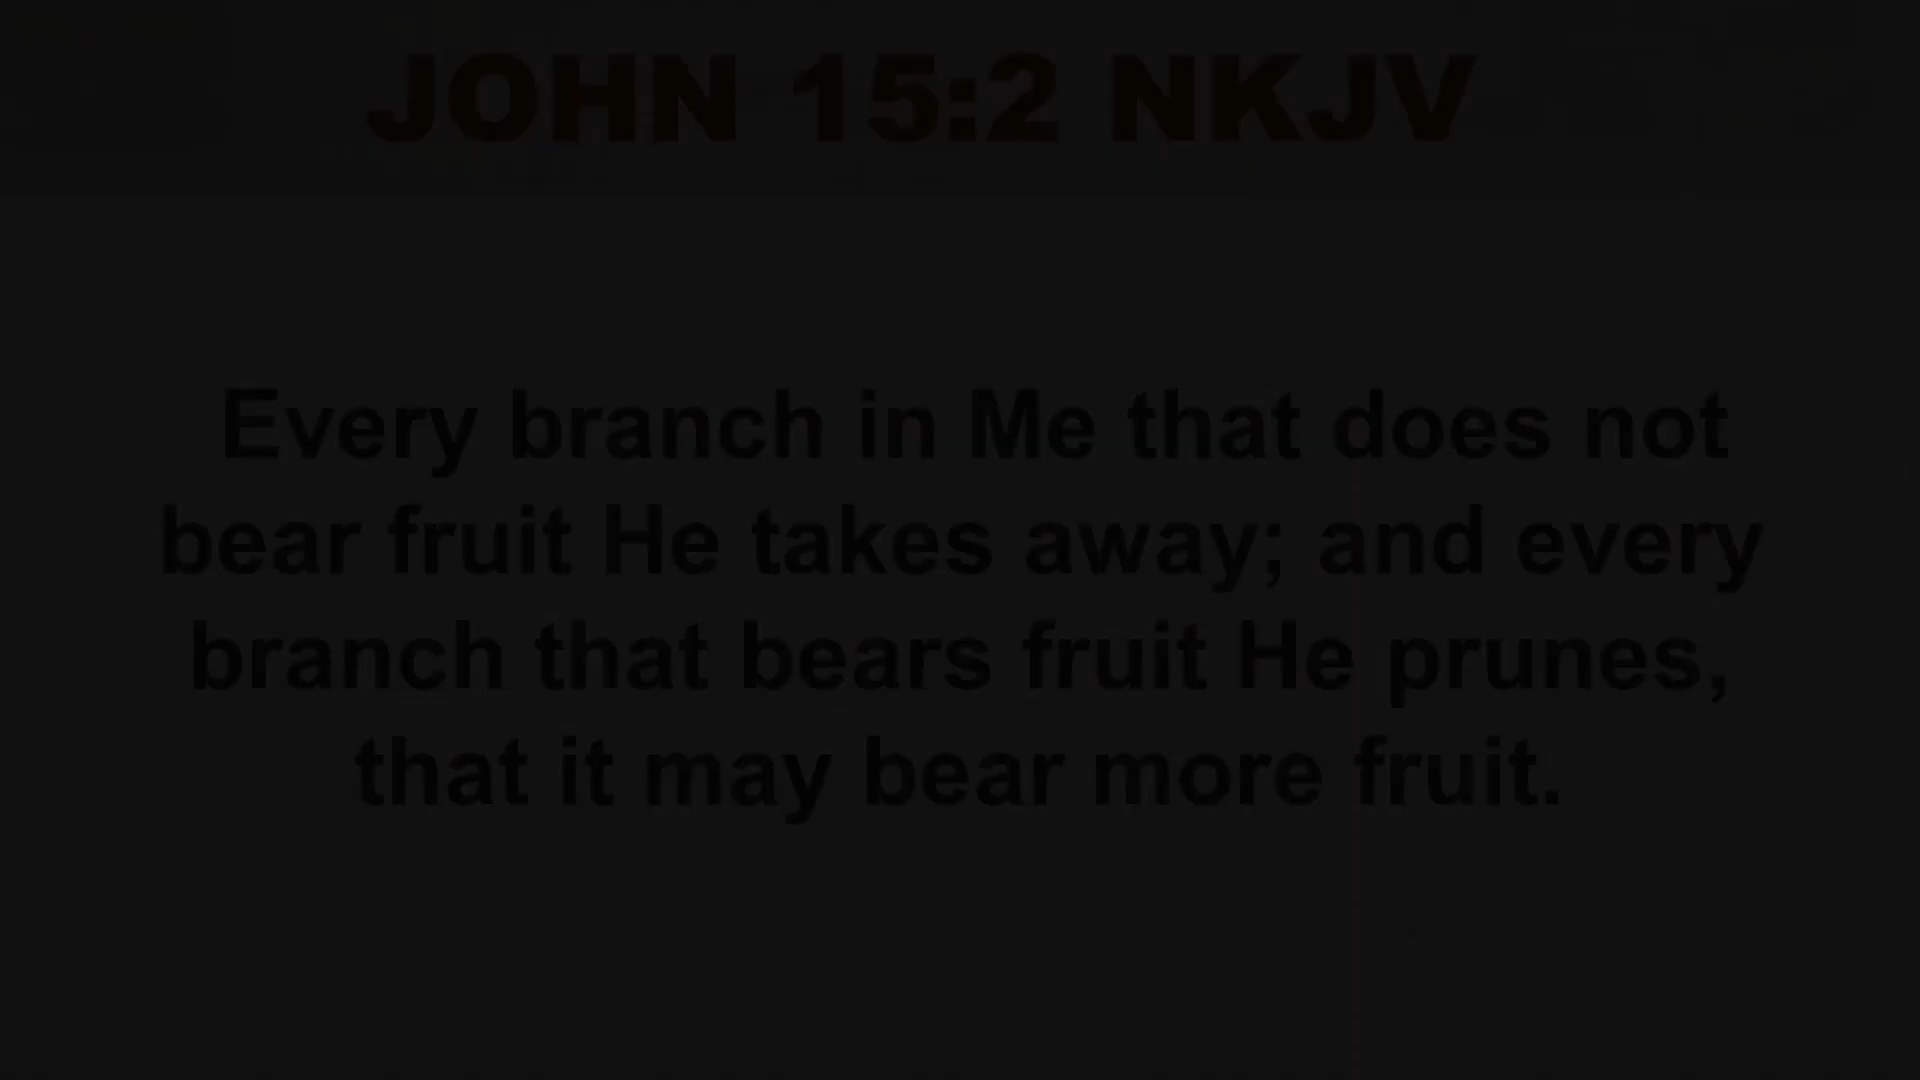 JOHN 15:2 NKJV
Every branch in Me that does not
bear fruit He takes away; and every
branch that bears fruit He prunes,
that it may bear more fruit.